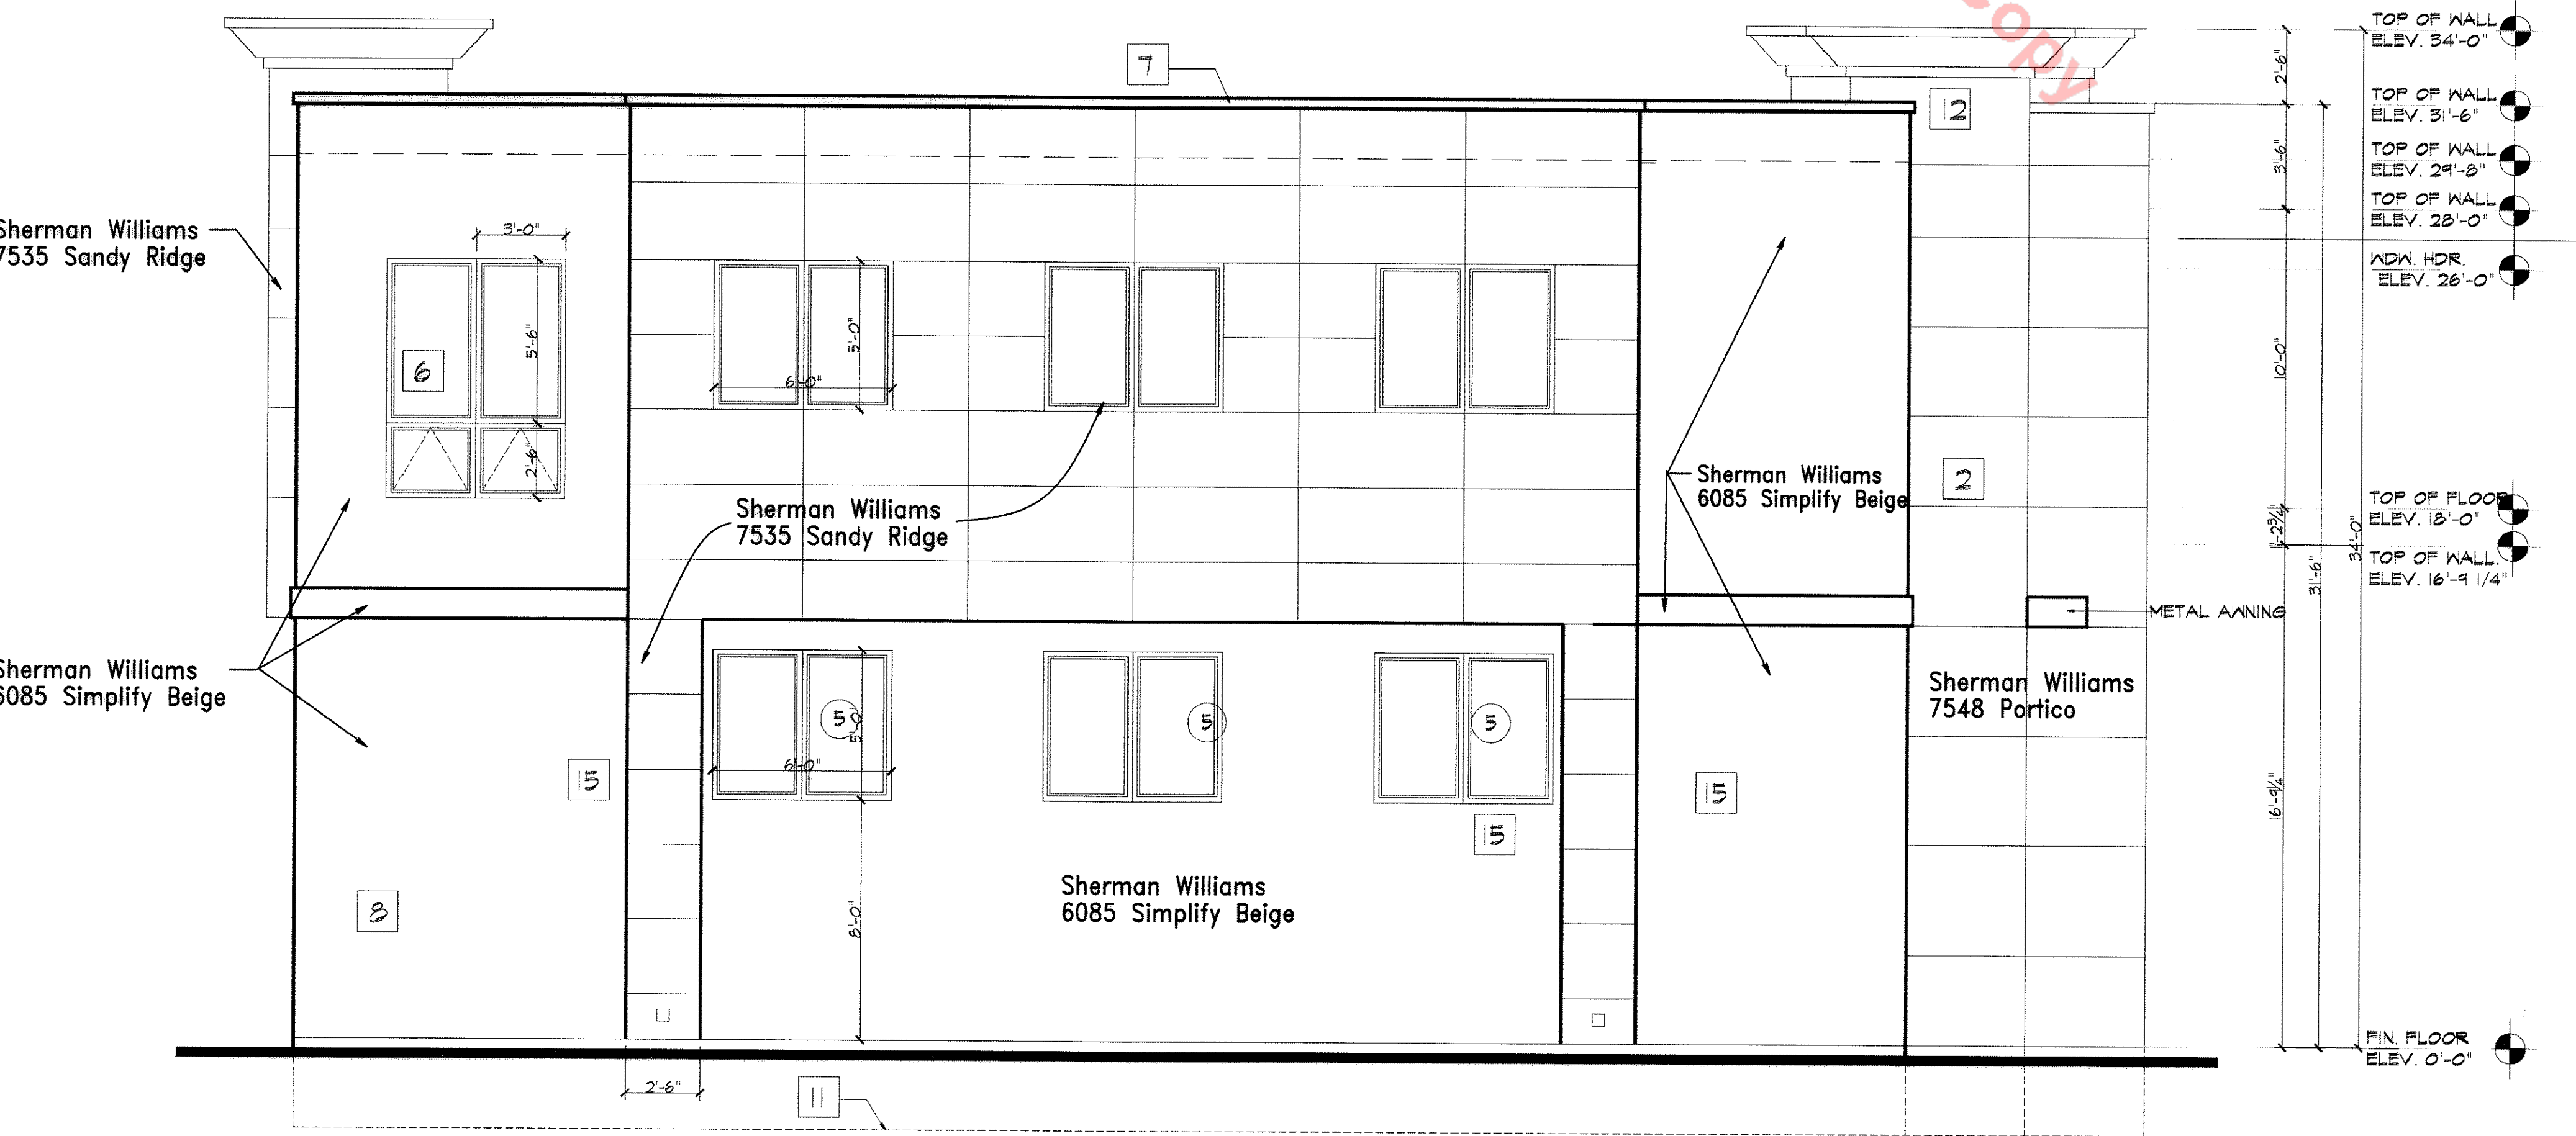 Copy
TOP OF WALL
ELEV. 34'-0"
7
2'-6"
TOP OF WALL
ELEV. 31'-6"
12
3'-6"
TOP OF WALL
ELEV. 29'-8"
TOP OF WALL
ELEV. 28'-0"
Sherman Williams
7535 Sandy Ridge
3'-0"
WDW. HDR.
ELEV. 26'-0"
5'-6"
5'-0"
6
6'-0"
10'-0"
2'-6"
Sherman Williams
6085 Simplify Beige
2
Sherman Williams
7535 Sandy Ridge
TOP OF FLOOR
ELEV. 18'-0"
1'-2 3/4"
34'-0"
TOP OF WALL.
ELEV. 16'-9 1/4"
31'-6"
METAL AWNING
Sherman Williams
6085 Simplify Beige
Sherman Williams
7548 Portico
5
5
5
5'-0"
6'-0"
15
15
15
16'-9 1/4"
8
Sherman Williams
6085 Simplify Beige
8'-0"
FIN. FLOOR
ELEV. 0'-0"
2'-6"
11